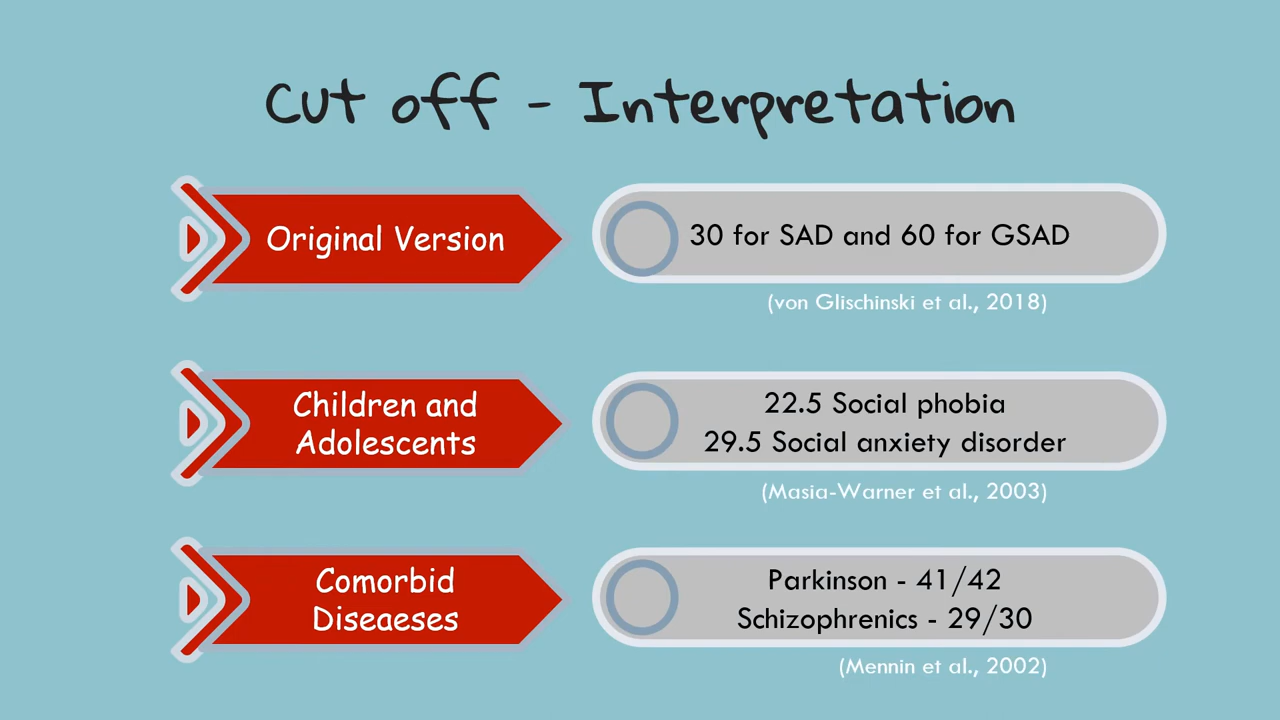 Cut off - Interpretation
Original Version
30 for SAD and 60 for GSAD
(von Glischinski et al., 2018)
Children and
Adolescents
22.5 Social phobia
29.5 Social anxiety disorder
(Masia-Warner et al., 2003)
Comorbid
Diseaeses
Parkinson - 41/42
Schizophrenics - 29/30
(Mennin et al., 2002)